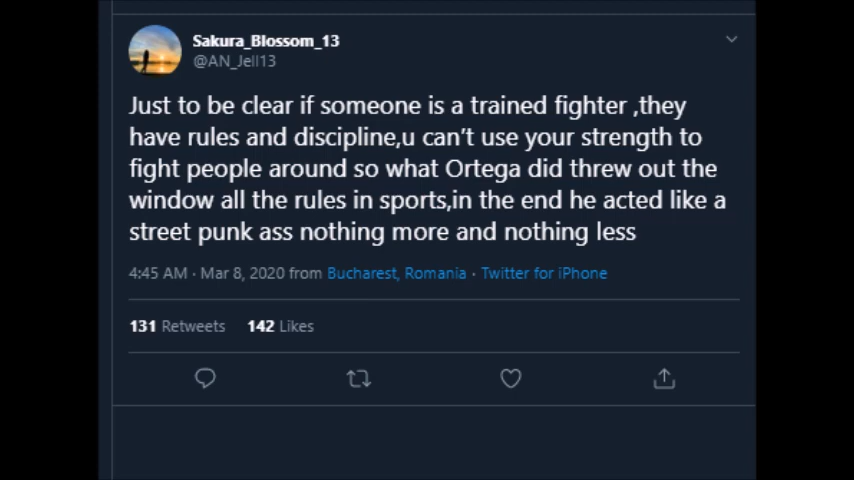 Sakura_Blossom_13
@AN_Jell13
Just to be clear if someone is a trained fighter ,they
have rules and discipline,u can't use your strength to
fight people around so what Ortega did threw out the
window all the rules in sports,in the end he acted like a
street punk ass nothing more and nothing less
4:45 AM · Mar 8, 2020 from Bucharest, Romania · Twitter for iPhone
131 Retweets 142 Likes